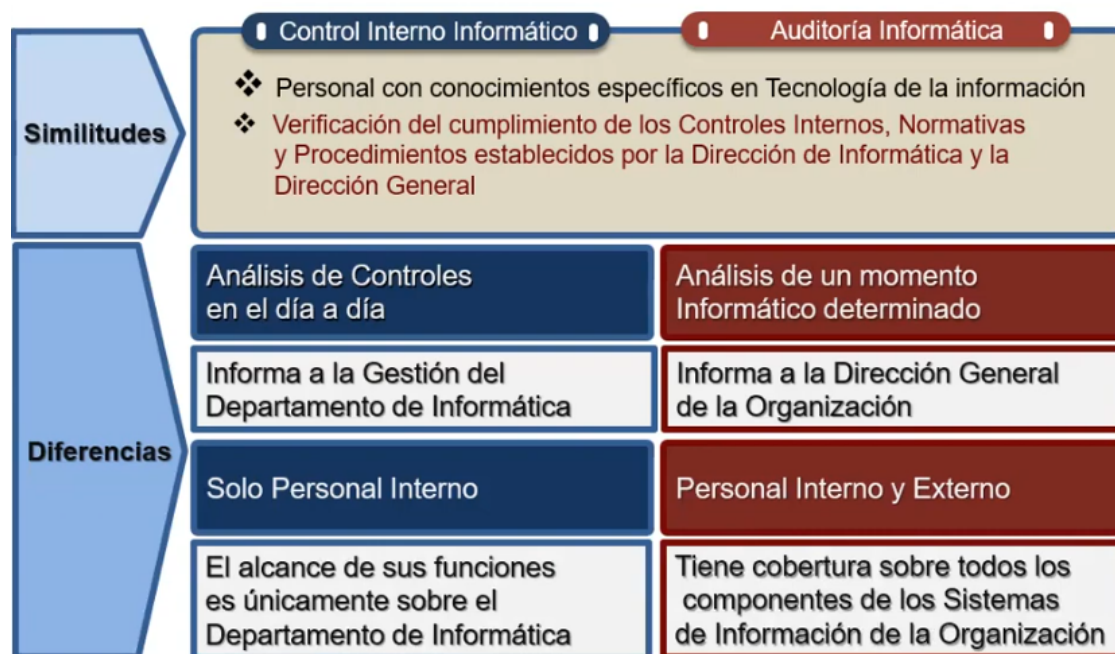 Control Interno Informático
Auditoría Informática
Similitudes
❖ Personal con conocimientos específicos en Tecnología de la información
❖ Verificación del cumplimiento de los Controles Internos, Normativas
y Procedimientos establecidos por la Dirección de Informática y la
Dirección General
Diferencias
Análisis de Controles
en el día a día
Análisis de un momento
Informático determinado
Informa a la Gestión del
Departamento de Informática
Informa a la Dirección General
de la Organización
Solo Personal Interno
Personal Interno y Externo
El alcance de sus funciones
es únicamente sobre el
Departamento de Informática
Tiene cobertura sobre todos los
componentes de los Sistemas
de Información de la Organización